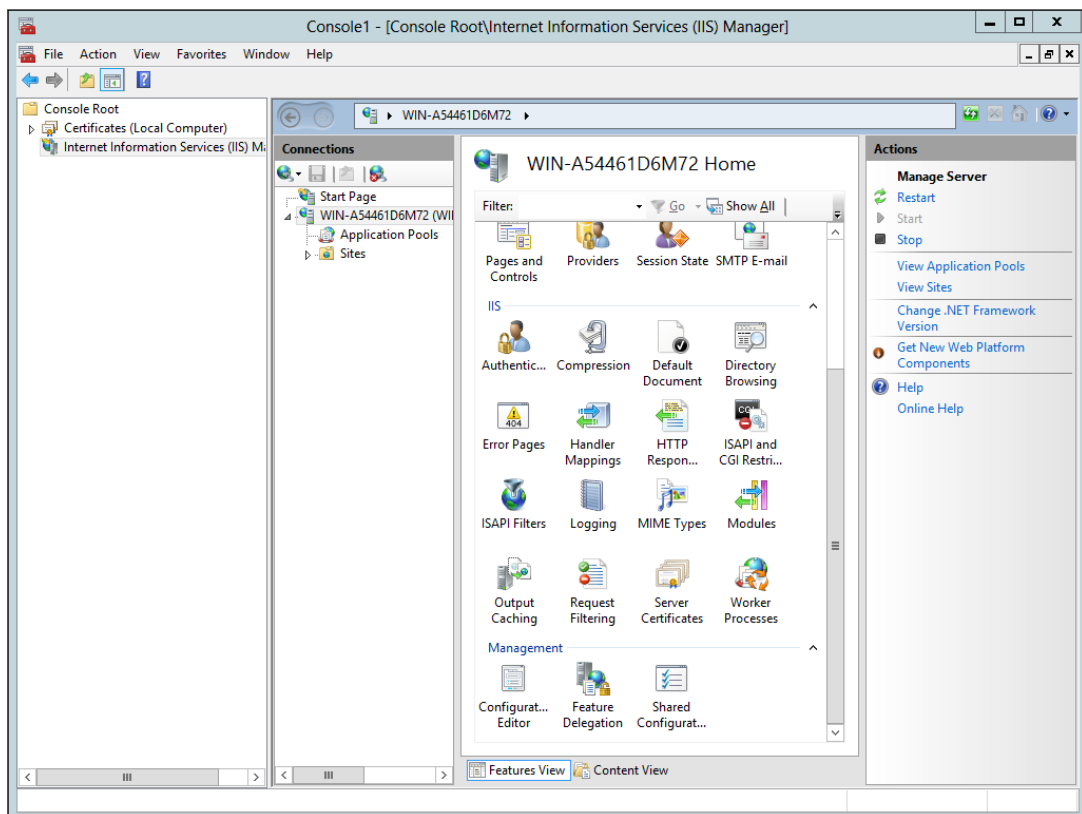 Console1 - [Console Root\Internet Information Services (IIS) Manager]
File Action View Favorites Window Help
Console Root
Certificates (Local Computer)
Internet Information Services (IIS) Ma
WIN-A54461D6M72
Connections
Start Page
WIN-A54461D6M72 (WII
Application Pools
Sites
WIN-A54461D6M72 Home
Filter: Go Show All
Pages and Controls
Providers
Session State
SMTP E-mail
IIS
Authentic...
Compression
Default Document
Directory Browsing
Error Pages
Handler Mappings
HTTP Respon...
ISAPI and CGI Restri...
ISAPI Filters
Logging
MIME Types
Modules
Output Caching
Request Filtering
Server Certificates
Worker Processes
Management
Configurat... Editor
Feature Delegation
Shared Configurat...
Features View
Content View
Actions
Manage Server
Restart
Start
Stop
View Application Pools
View Sites
Change .NET Framework
Version
Get New Web Platform
Components
Help
Online Help